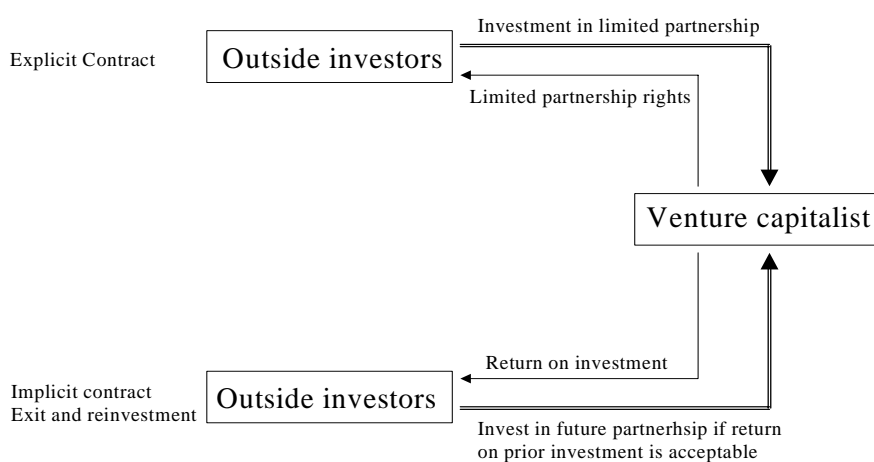 Investment in limited partnership
Explicit Contract
Outside investors
Limited partnership rights
Venture capitalist
Return on investment
Implicit contract
Exit and reinvestment
Outside investors
Invest in future partnerhsip if return
on prior investment is acceptable